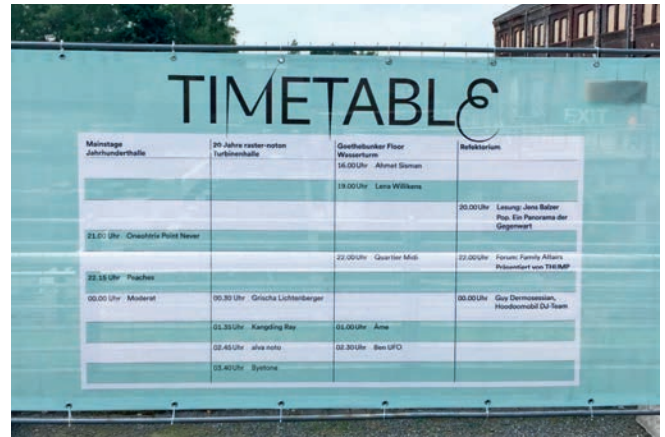 TIMETABLE
EXIT
Mainstage
Jahrhunderthalle
20 Jahre raster-noton
Turbinenhalle
Goethebunker Floor
Wasserturm
Refektorium
16.00 Uhr Ahmet Sisman
19.00 Uhr Lena Willikens
20.00 Uhr Lesung: Jens Balzer
Pop. Ein Panorama der
Gegenwart
21.00 Uhr Oneohtrix Point Never
22.00 Uhr Quartier Midi
22.00 Uhr Forum: Family Affairs
Präsentiert von THUMP
22.15 Uhr Peaches
00.00 Uhr Moderat
00.30 Uhr Grischa Lichtenberger
00.00 Uhr Guy Dermosessian,
Hoodoomobil DJ-Team
01.35 Uhr Kangding Ray
01.00 Uhr Âme
02.45 Uhr alva noto
02.30 Uhr Ben UFO
03.40 Uhr Byetone